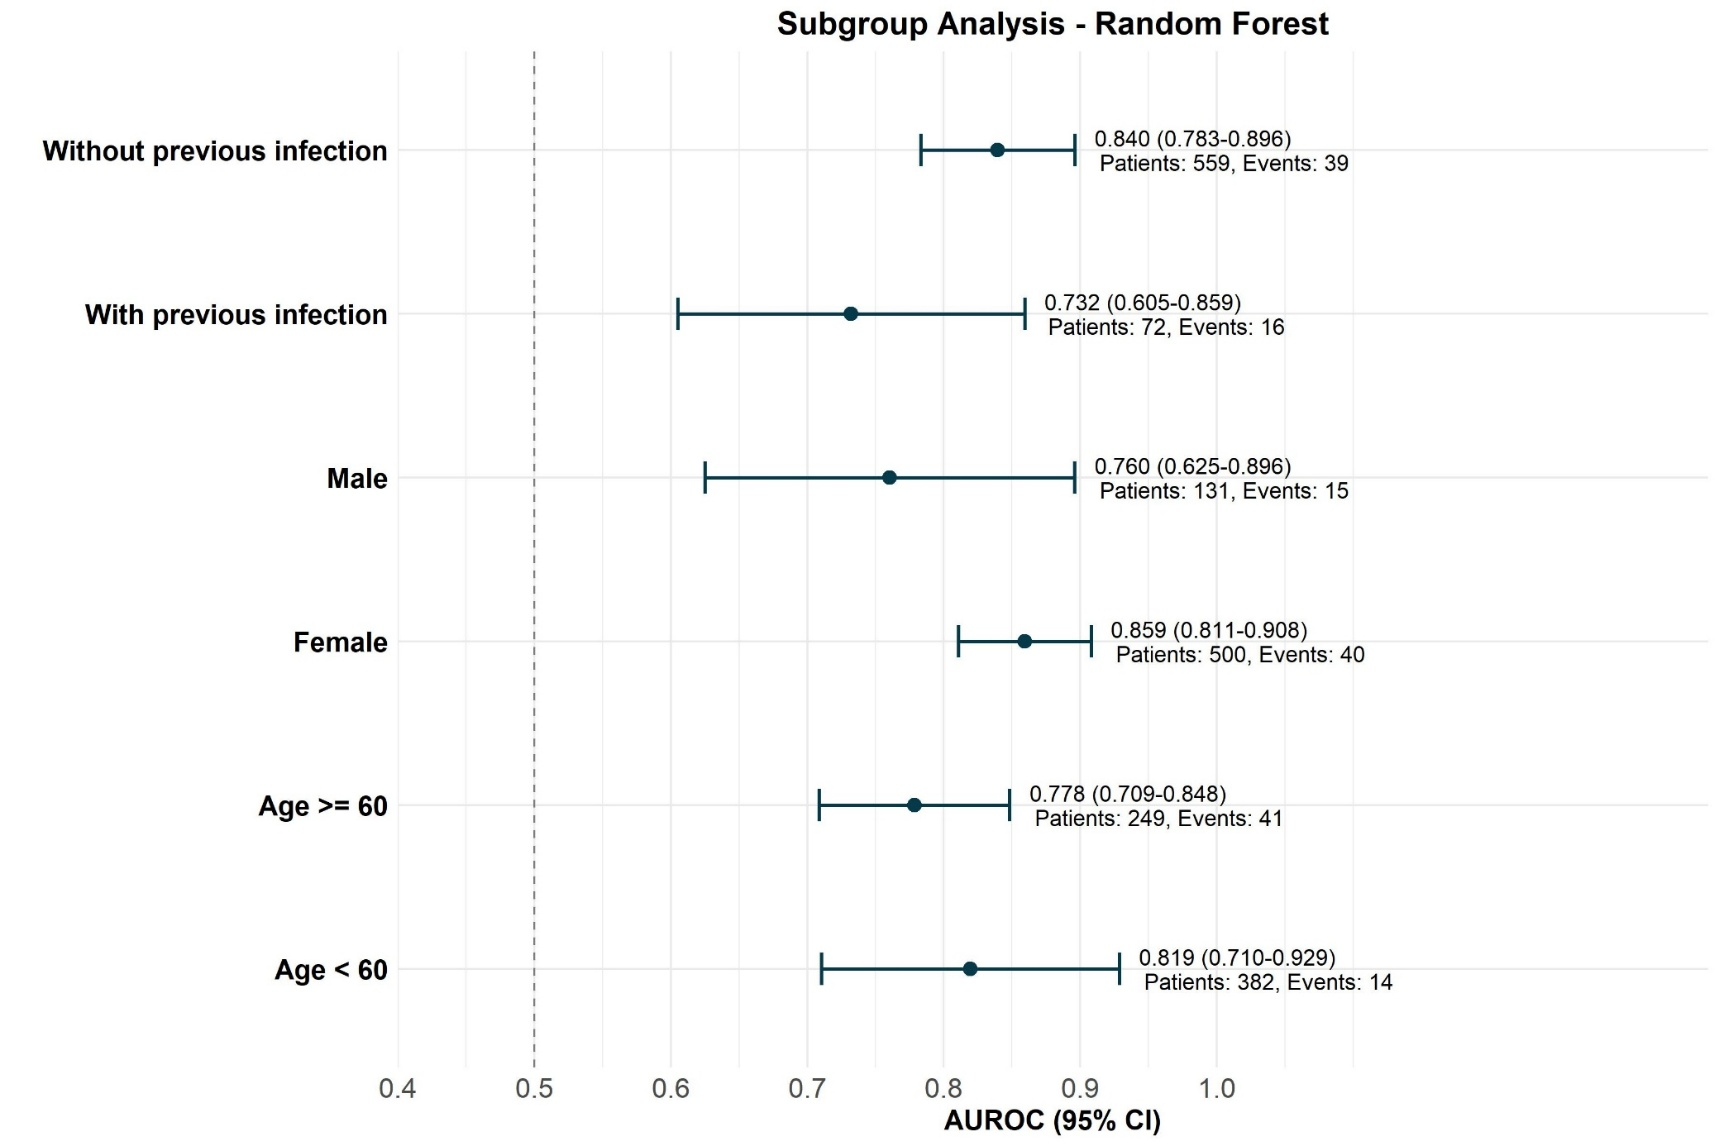 Subgroup Analysis - Random Forest
Without previous infection
0.840 (0.783-0.896)
Patients: 559, Events: 39
With previous infection
0.732 (0.605-0.859)
Patients: 72, Events: 16
Male
0.760 (0.625-0.896)
Patients: 131, Events: 15
Female
0.859 (0.811-0.908)
Patients: 500, Events: 40
Age >= 60
0.778 (0.709-0.848)
Patients: 249, Events: 41
Age < 60
0.819 (0.710-0.929)
Patients: 382, Events: 14
0.4 0.5 0.6 0.7 0.8 0.9 1.0
AUROC (95% CI)